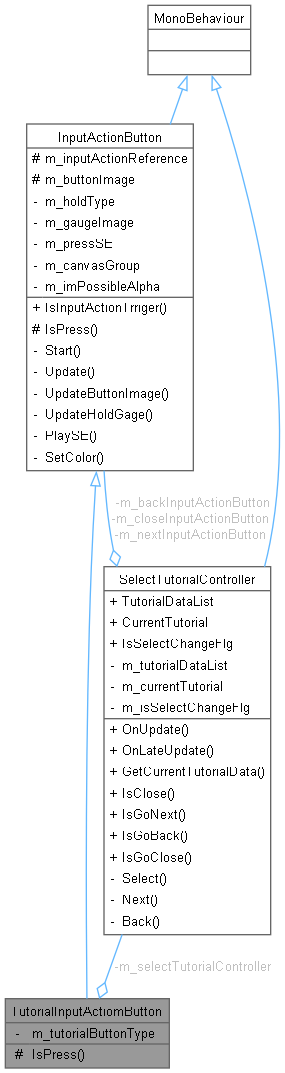 MonoBehaviour
InputActionButton
# m_inputActionReference
# m_buttonImage
- m_holdType
- m_gaugeImage
- m_pressSE
- m_canvasGroup
- m_imPossibleAlpha
+ IsInputActionTrriger()
# IsPress()
- Start()
- Update()
- UpdateButtonImage()
- UpdateHoldGage()
- PlaySE()
- SetColor()
-m_backInputActionButton
-m_closeInputActionButton
-m_nextInputActionButton
SelectTutorialController
+ TutorialDataList
+ CurrentTutorial
+ IsSelectChangeFlg
- m_tutorialDataList
- m_currentTutorial
- m_isSelectChangeFlg
+ OnUpdate()
+ OnLateUpdate()
+ GetCurrentTutorialData()
+ IsClose()
+ IsGoNext()
+ IsGoBack()
+ IsGoClose()
- Select()
- Next()
- Back()
-m_selectTutorialController
TutorialInputActiomButton
- m_tutorialButtonType
# IsPress()